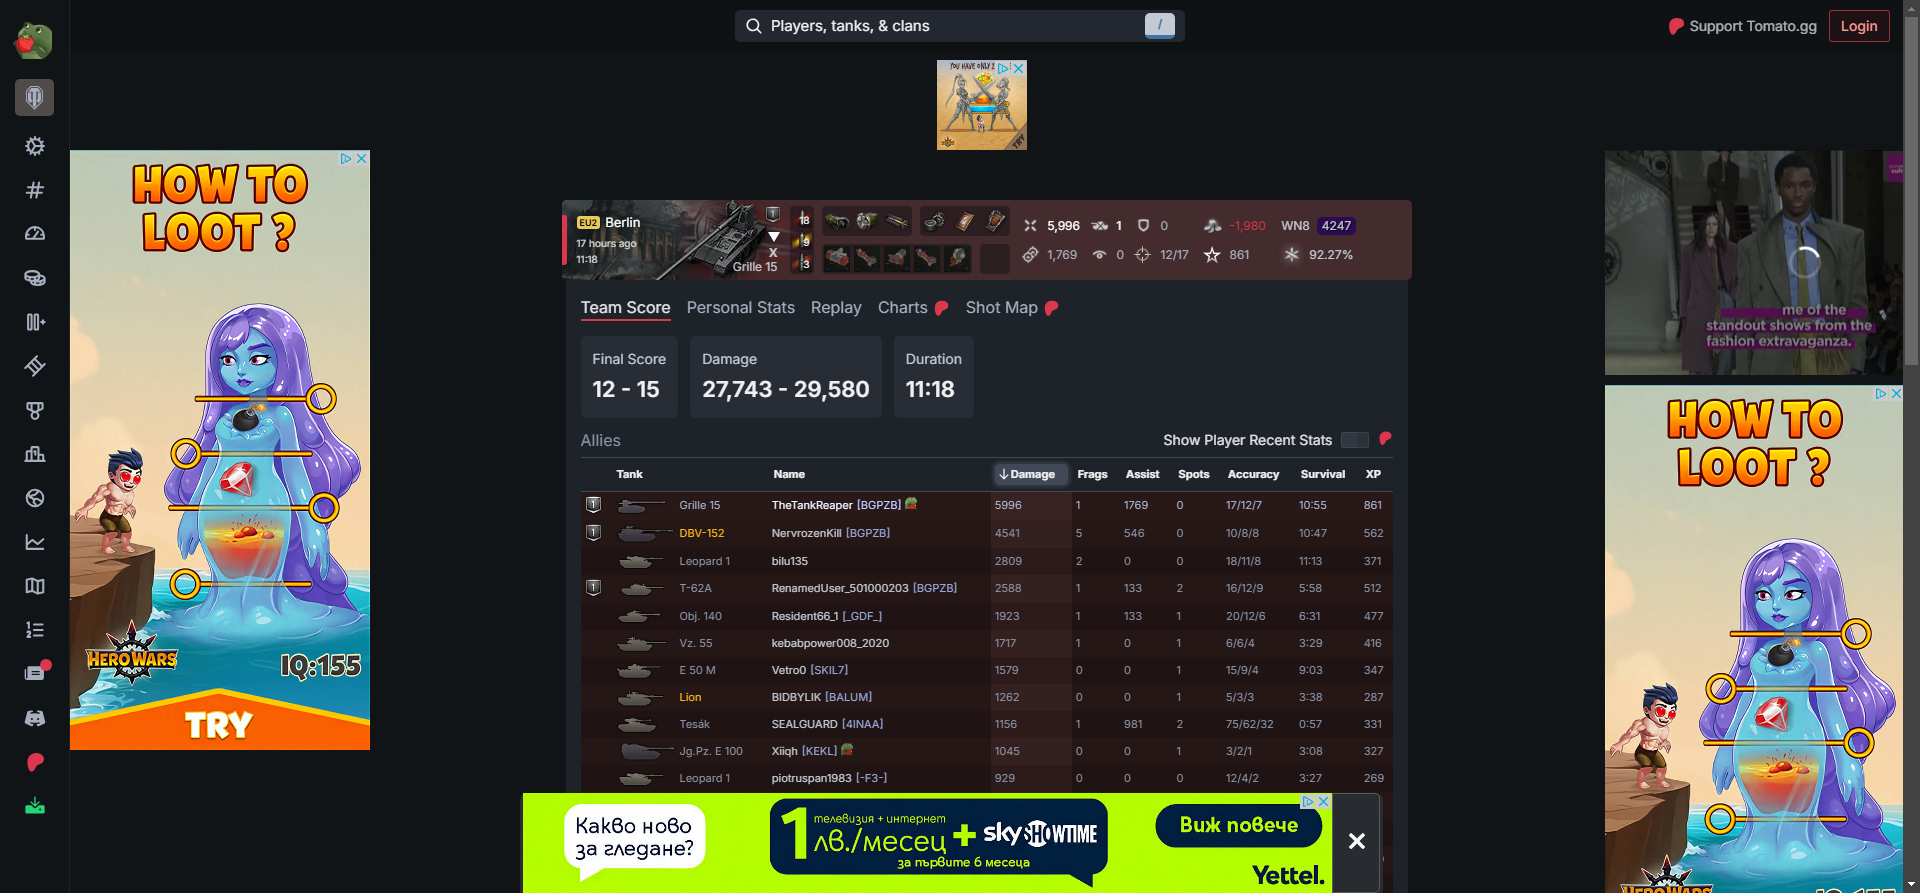 Players, tanks, & clans
/
Support Tomato.gg
Login
YOU HAVE ONLY 2
TRY
HOW TO
LOOT ?
HERO WARS
IQ:155
TRY
EU2 Berlin
17 hours ago
11:18
X
Grille 15
18
9
3
5,996
1
0
-1,980
WN8
4247
1,769
0
12/17
861
92.27%
Team Score
Personal Stats
Replay
Charts
Shot Map
Final Score
12 - 15
Damage
27,743 - 29,580
Duration
11:18
Allies
Show Player Recent Stats
Tank Name Damage Frags Assist Spots Accuracy Survival XP
1 Grille 15 TheTankReaper [BGPZB] 5996 1 1769 0 17/12/7 10:55 861
1 DBV-152 NervrozenKill [BGPZB] 4541 5 546 0 10/8/8 10:47 562
Leopard 1 bilu135 2809 2 0 0 18/11/8 11:13 371
1 T-62A RenamedUser_501000203 [BGPZB] 2588 1 133 2 16/12/9 5:58 512
Obj. 140 Resident66_1 [_GDF_] 1923 1 133 1 20/12/6 6:31 477
Vz. 55 kebabpower008_2020 1717 1 0 1 6/6/4 3:29 416
E 50 M Vetro0 [SKIL7] 1579 0 0 1 15/9/4 9:03 347
Lion BIDBYLIK [BALUM] 1262 0 0 1 5/3/3 3:38 287
Tesák SEALGUARD [4INAA] 1156 1 981 2 75/62/32 0:57 331
Jg.Pz. E 100 Xiiqh [KEKL] 1045 0 0 1 3/2/1 3:08 327
Leopard 1 piotruspan1983 [-F3-] 929 0 0 0 12/4/2 3:27 269
Какво ново
за гледане?
1 телевизия + интернет
лв./месец + sky SHOWTIME
за първите 6 месеца
Виж повече
Yettel.
me of the
standout shows from the
fashion extravaganza.
HOW TO
LOOT ?
HERO WARS
IQ:155